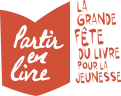 Partir
en
Livre
LA
GRANDE
FÊTE
DU LIVRE
POUR LA
JEUNESSE